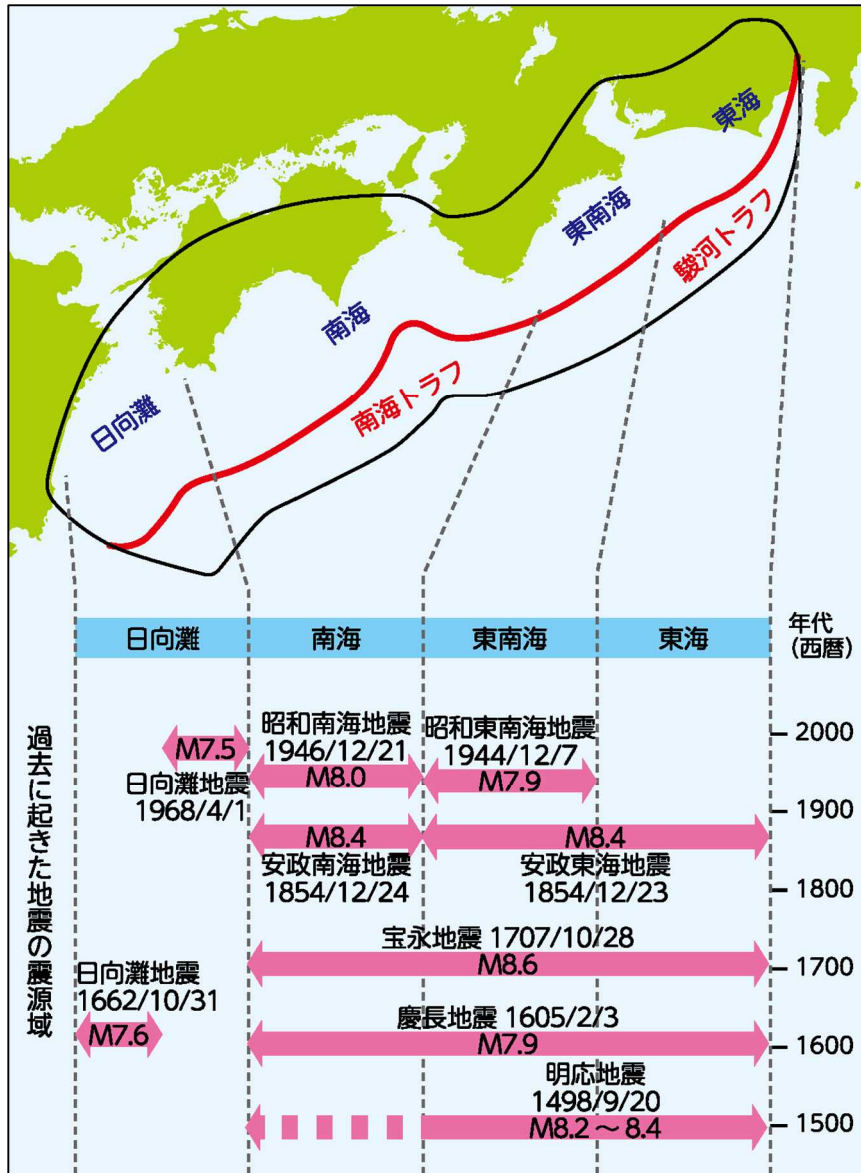 東海
東南海
駿河トラフ
南海
南海トラフ
日向灘
日向灘
南海
東南海
東海
年代
(西暦)
過去に起きた地震の震源域
2000
昭和南海地震
1946/12/21
M8.0
昭和東南海地震
1944/12/7
M7.9
M7.5
日向灘地震
1968/4/1
1900
M8.4
安政南海地震
1854/12/24
M8.4
安政東海地震
1854/12/23
1800
宝永地震 1707/10/28
M8.6
1700
日向灘地震
1662/10/31
M7.6
慶長地震 1605/2/3
M7.9
1600
明応地震
1498/9/20
M8.2～8.4
1500